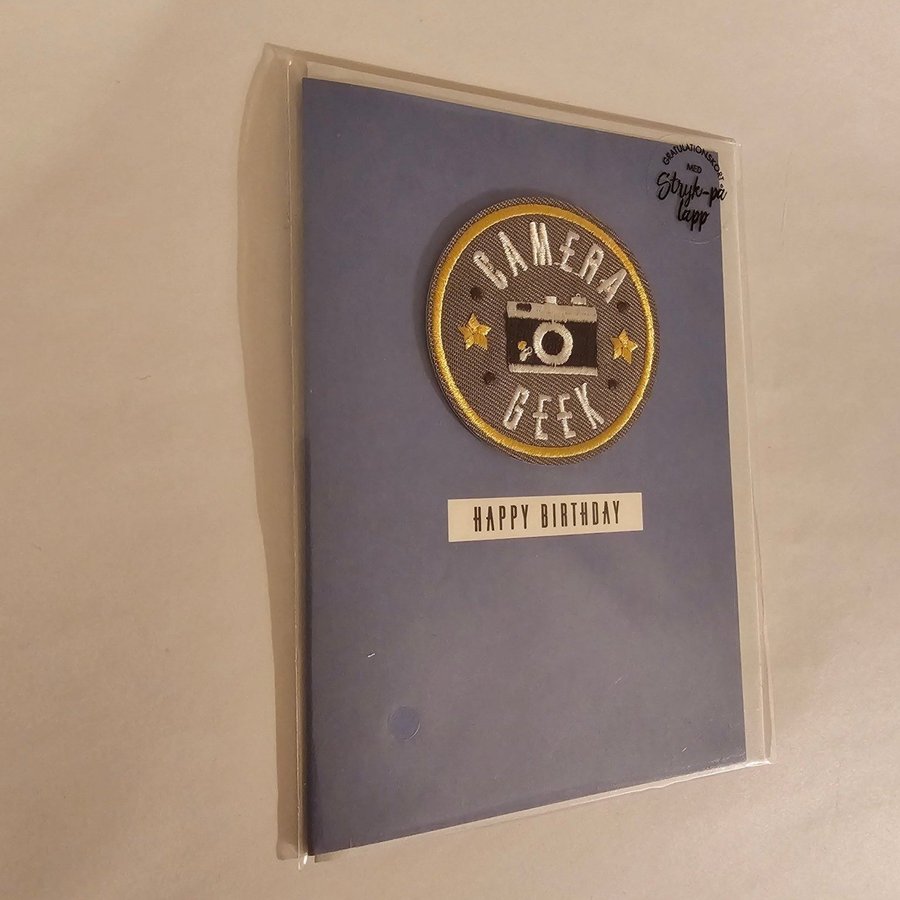 GRATULATIONSKORT
MED
Stryk-på
lapp
CAMERA
GEEK
HAPPY BIRTHDAY